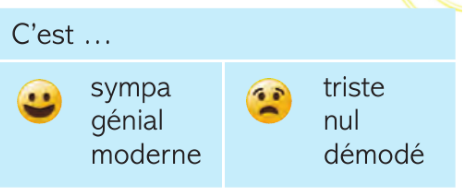 C'est …
sympa
génial
moderne
triste
nul
démodé